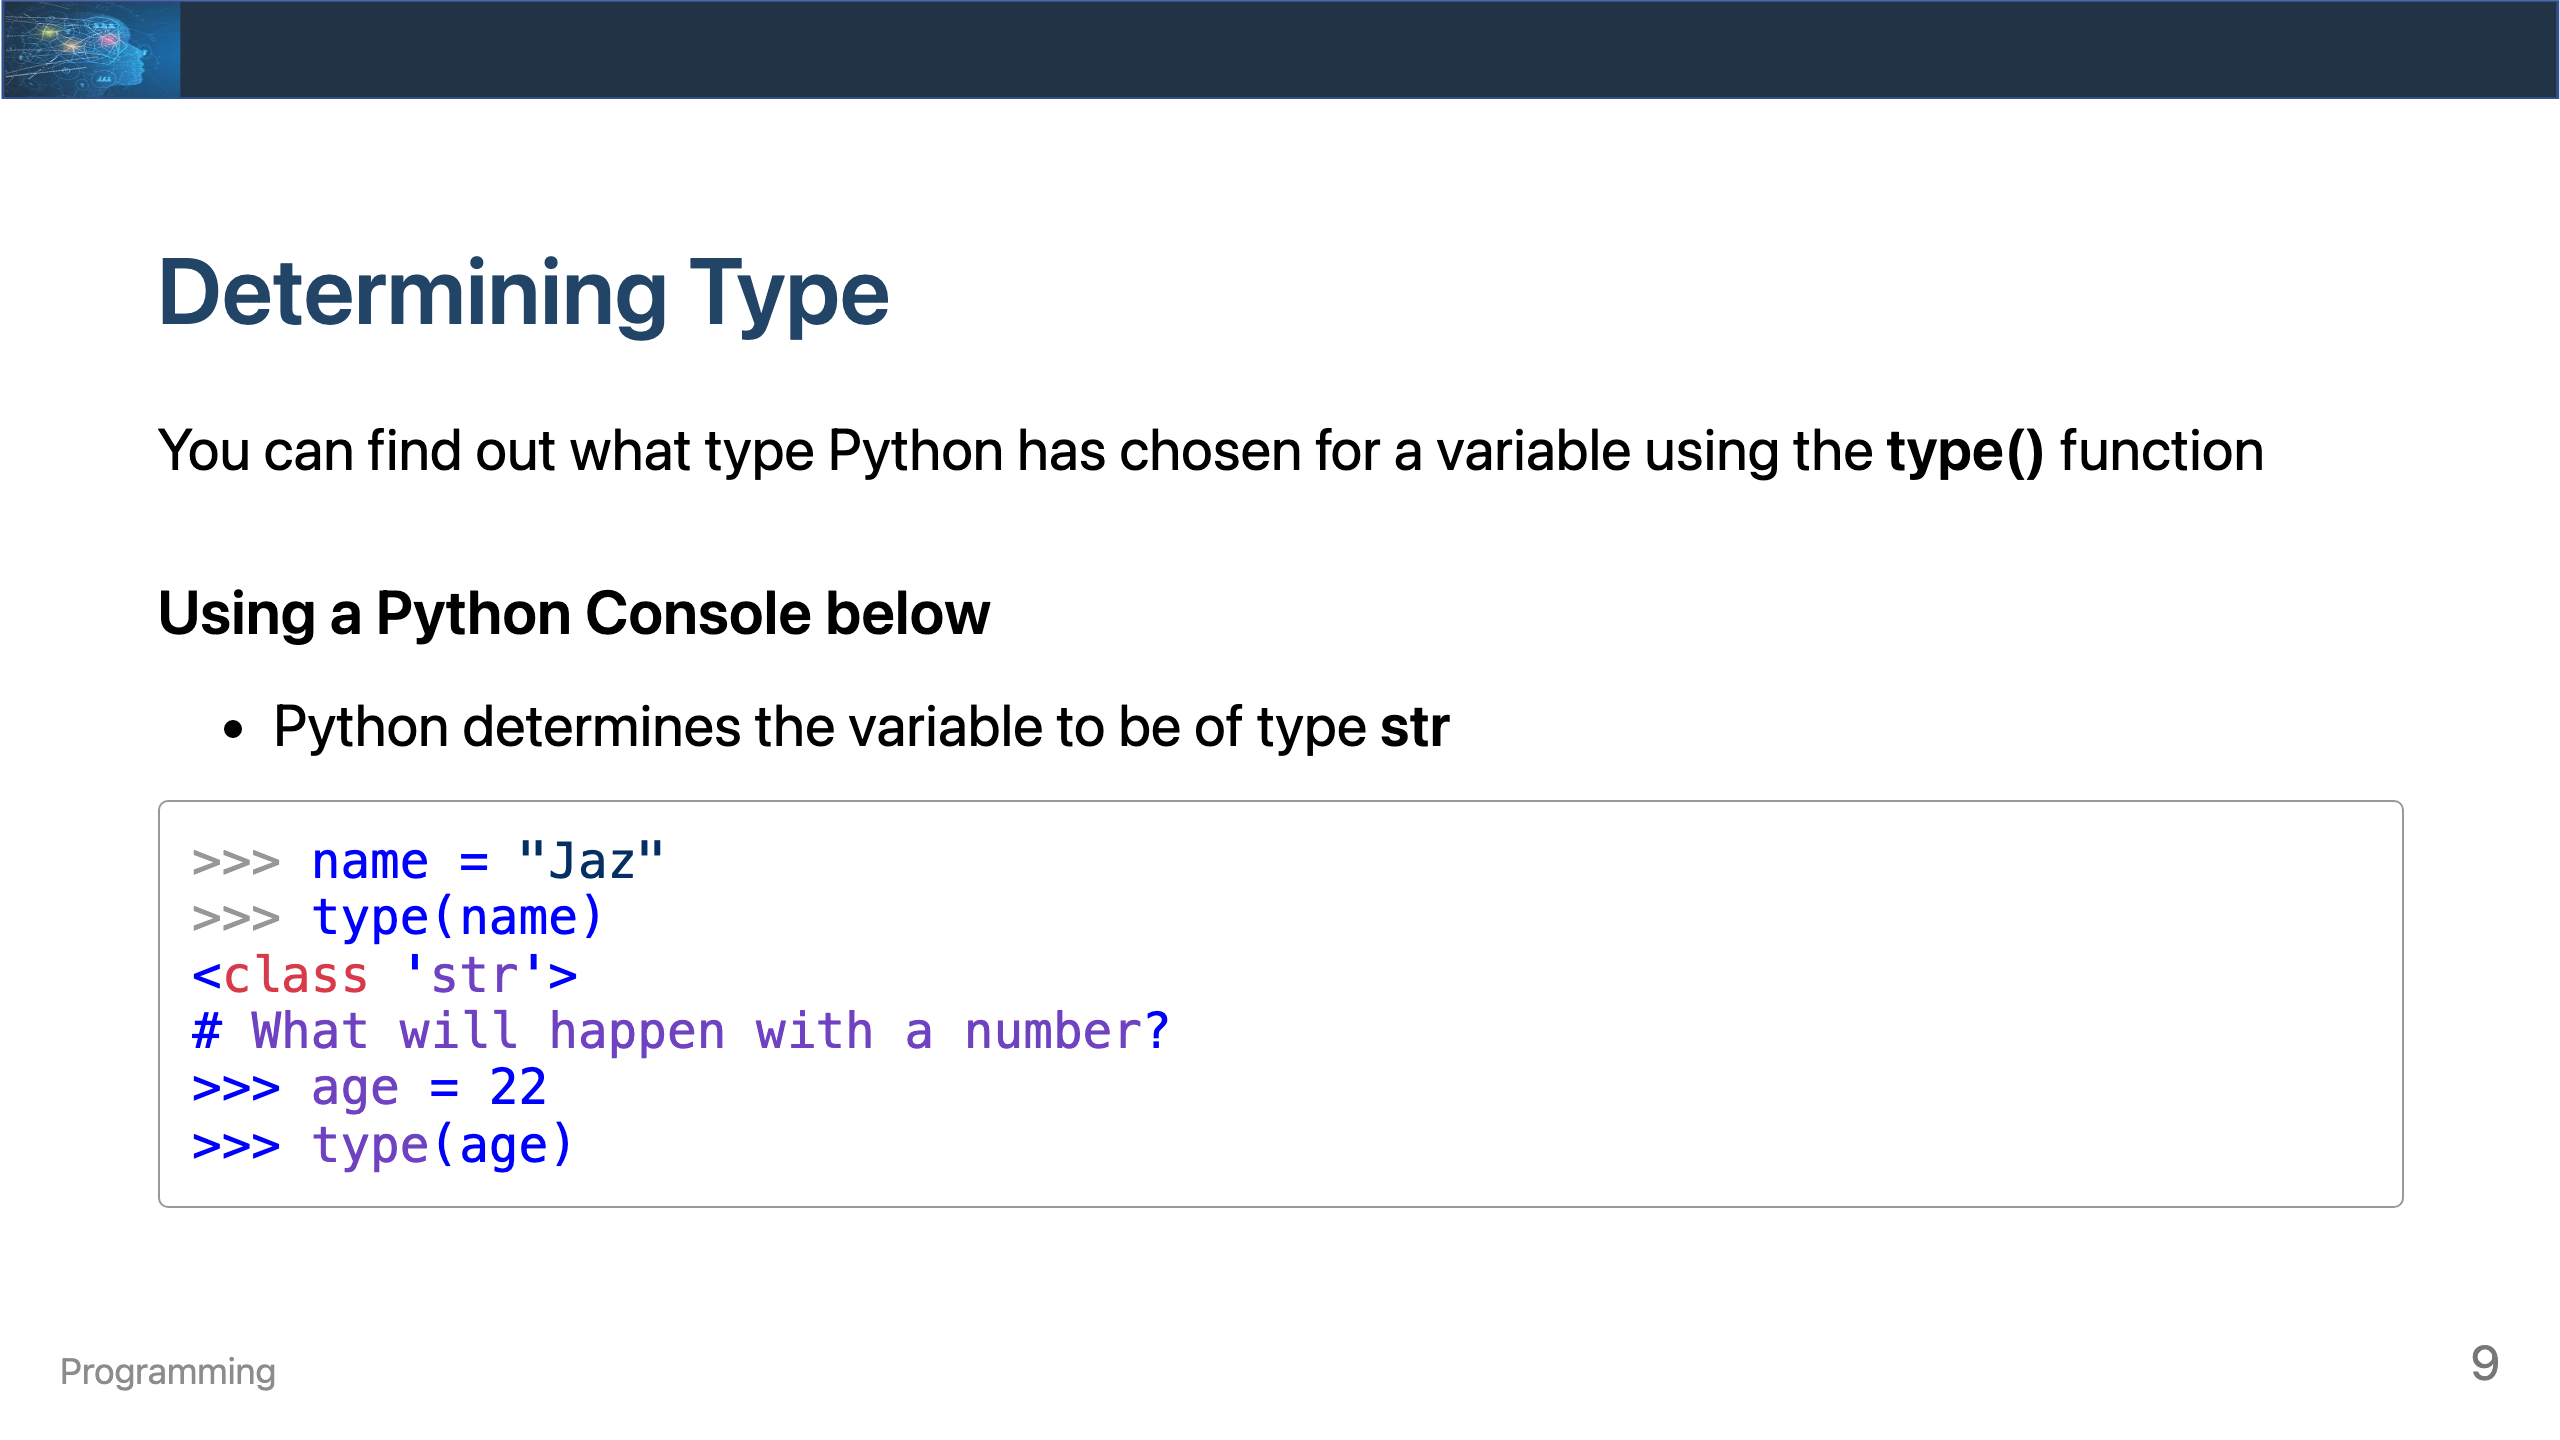 Determining Type
You can find out what type Python has chosen for a variable using the type() function
Using a Python Console below
• Python determines the variable to be of type str
>>> name = "Jaz"
>>> type(name)
<class 'str'>
# What will happen with a number?
>>> age = 22
>>> type(age)
Programming
9